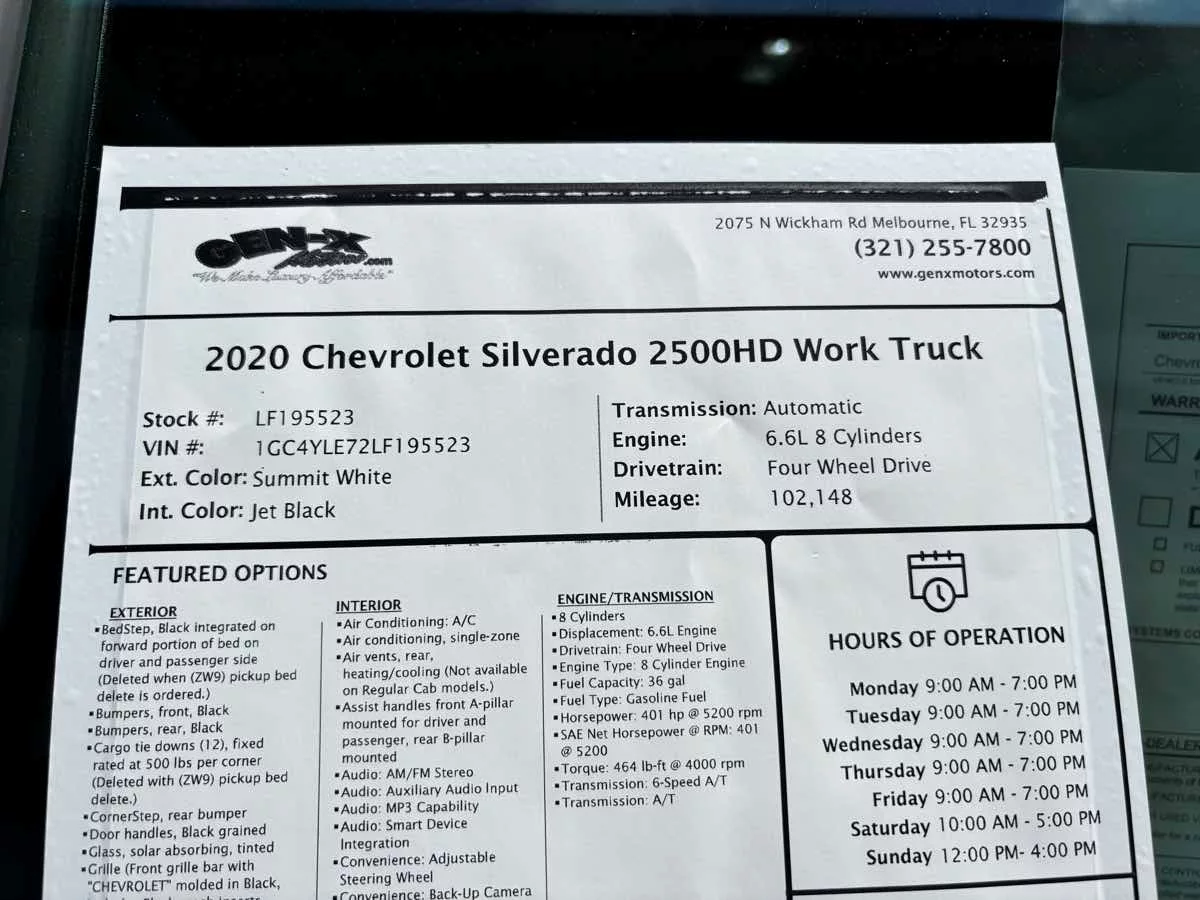 GEN-X
Motors.com
"We Make Luxury Affordable"
2075 N Wickham Rd Melbourne, FL 32935
(321) 255-7800
www.genxmotors.com
2020 Chevrolet Silverado 2500HD Work Truck
Stock #: LF195523
VIN #: 1GC4YLE72LF195523
Ext. Color: Summit White
Int. Color: Jet Black
Transmission: Automatic
Engine: 6.6L 8 Cylinders
Drivetrain: Four Wheel Drive
Mileage: 102,148
FEATURED OPTIONS
EXTERIOR
▪BedStep, Black integrated on
forward portion of bed on
driver and passenger side
(Deleted when (ZW9) pickup bed
delete is ordered.)
▪Bumpers, front, Black
▪Bumpers, rear, Black
▪Cargo tie downs (12), fixed
rated at 500 lbs per corner
(Deleted with (ZW9) pickup bed
delete.)
▪CornerStep, rear bumper
▪Door handles, Black grained
▪Glass, solar absorbing, tinted
▪Grille (Front grille bar with
"CHEVROLET" molded in Black,
INTERIOR
▪Air Conditioning: A/C
▪Air conditioning, single-zone
▪Air vents, rear,
heating/cooling (Not available
on Regular Cab models.)
▪Assist handles front A-pillar
mounted for driver and
passenger, rear B-pillar
mounted
▪Audio: AM/FM Stereo
▪Audio: Auxiliary Audio Input
▪Audio: MP3 Capability
▪Audio: Smart Device
Integration
▪Convenience: Adjustable
Steering Wheel
▪Convenience: Back-Up Camera
ENGINE/TRANSMISSION
▪8 Cylinders
▪Displacement: 6.6L Engine
▪Drivetrain: Four Wheel Drive
▪Engine Type: 8 Cylinder Engine
▪Fuel Capacity: 36 gal
▪Fuel Type: Gasoline Fuel
▪Horsepower: 401 hp @ 5200 rpm
▪SAE Net Horsepower @ RPM: 401
@ 5200
▪Torque: 464 lb-ft @ 4000 rpm
▪Transmission: 6-Speed A/T
▪Transmission: A/T
HOURS OF OPERATION
Monday 9:00 AM - 7:00 PM
Tuesday 9:00 AM - 7:00 PM
Wednesday 9:00 AM - 7:00 PM
Thursday 9:00 AM - 7:00 PM
Friday 9:00 AM - 7:00 PM
Saturday 10:00 AM - 5:00 PM
Sunday 12:00 PM- 4:00 PM